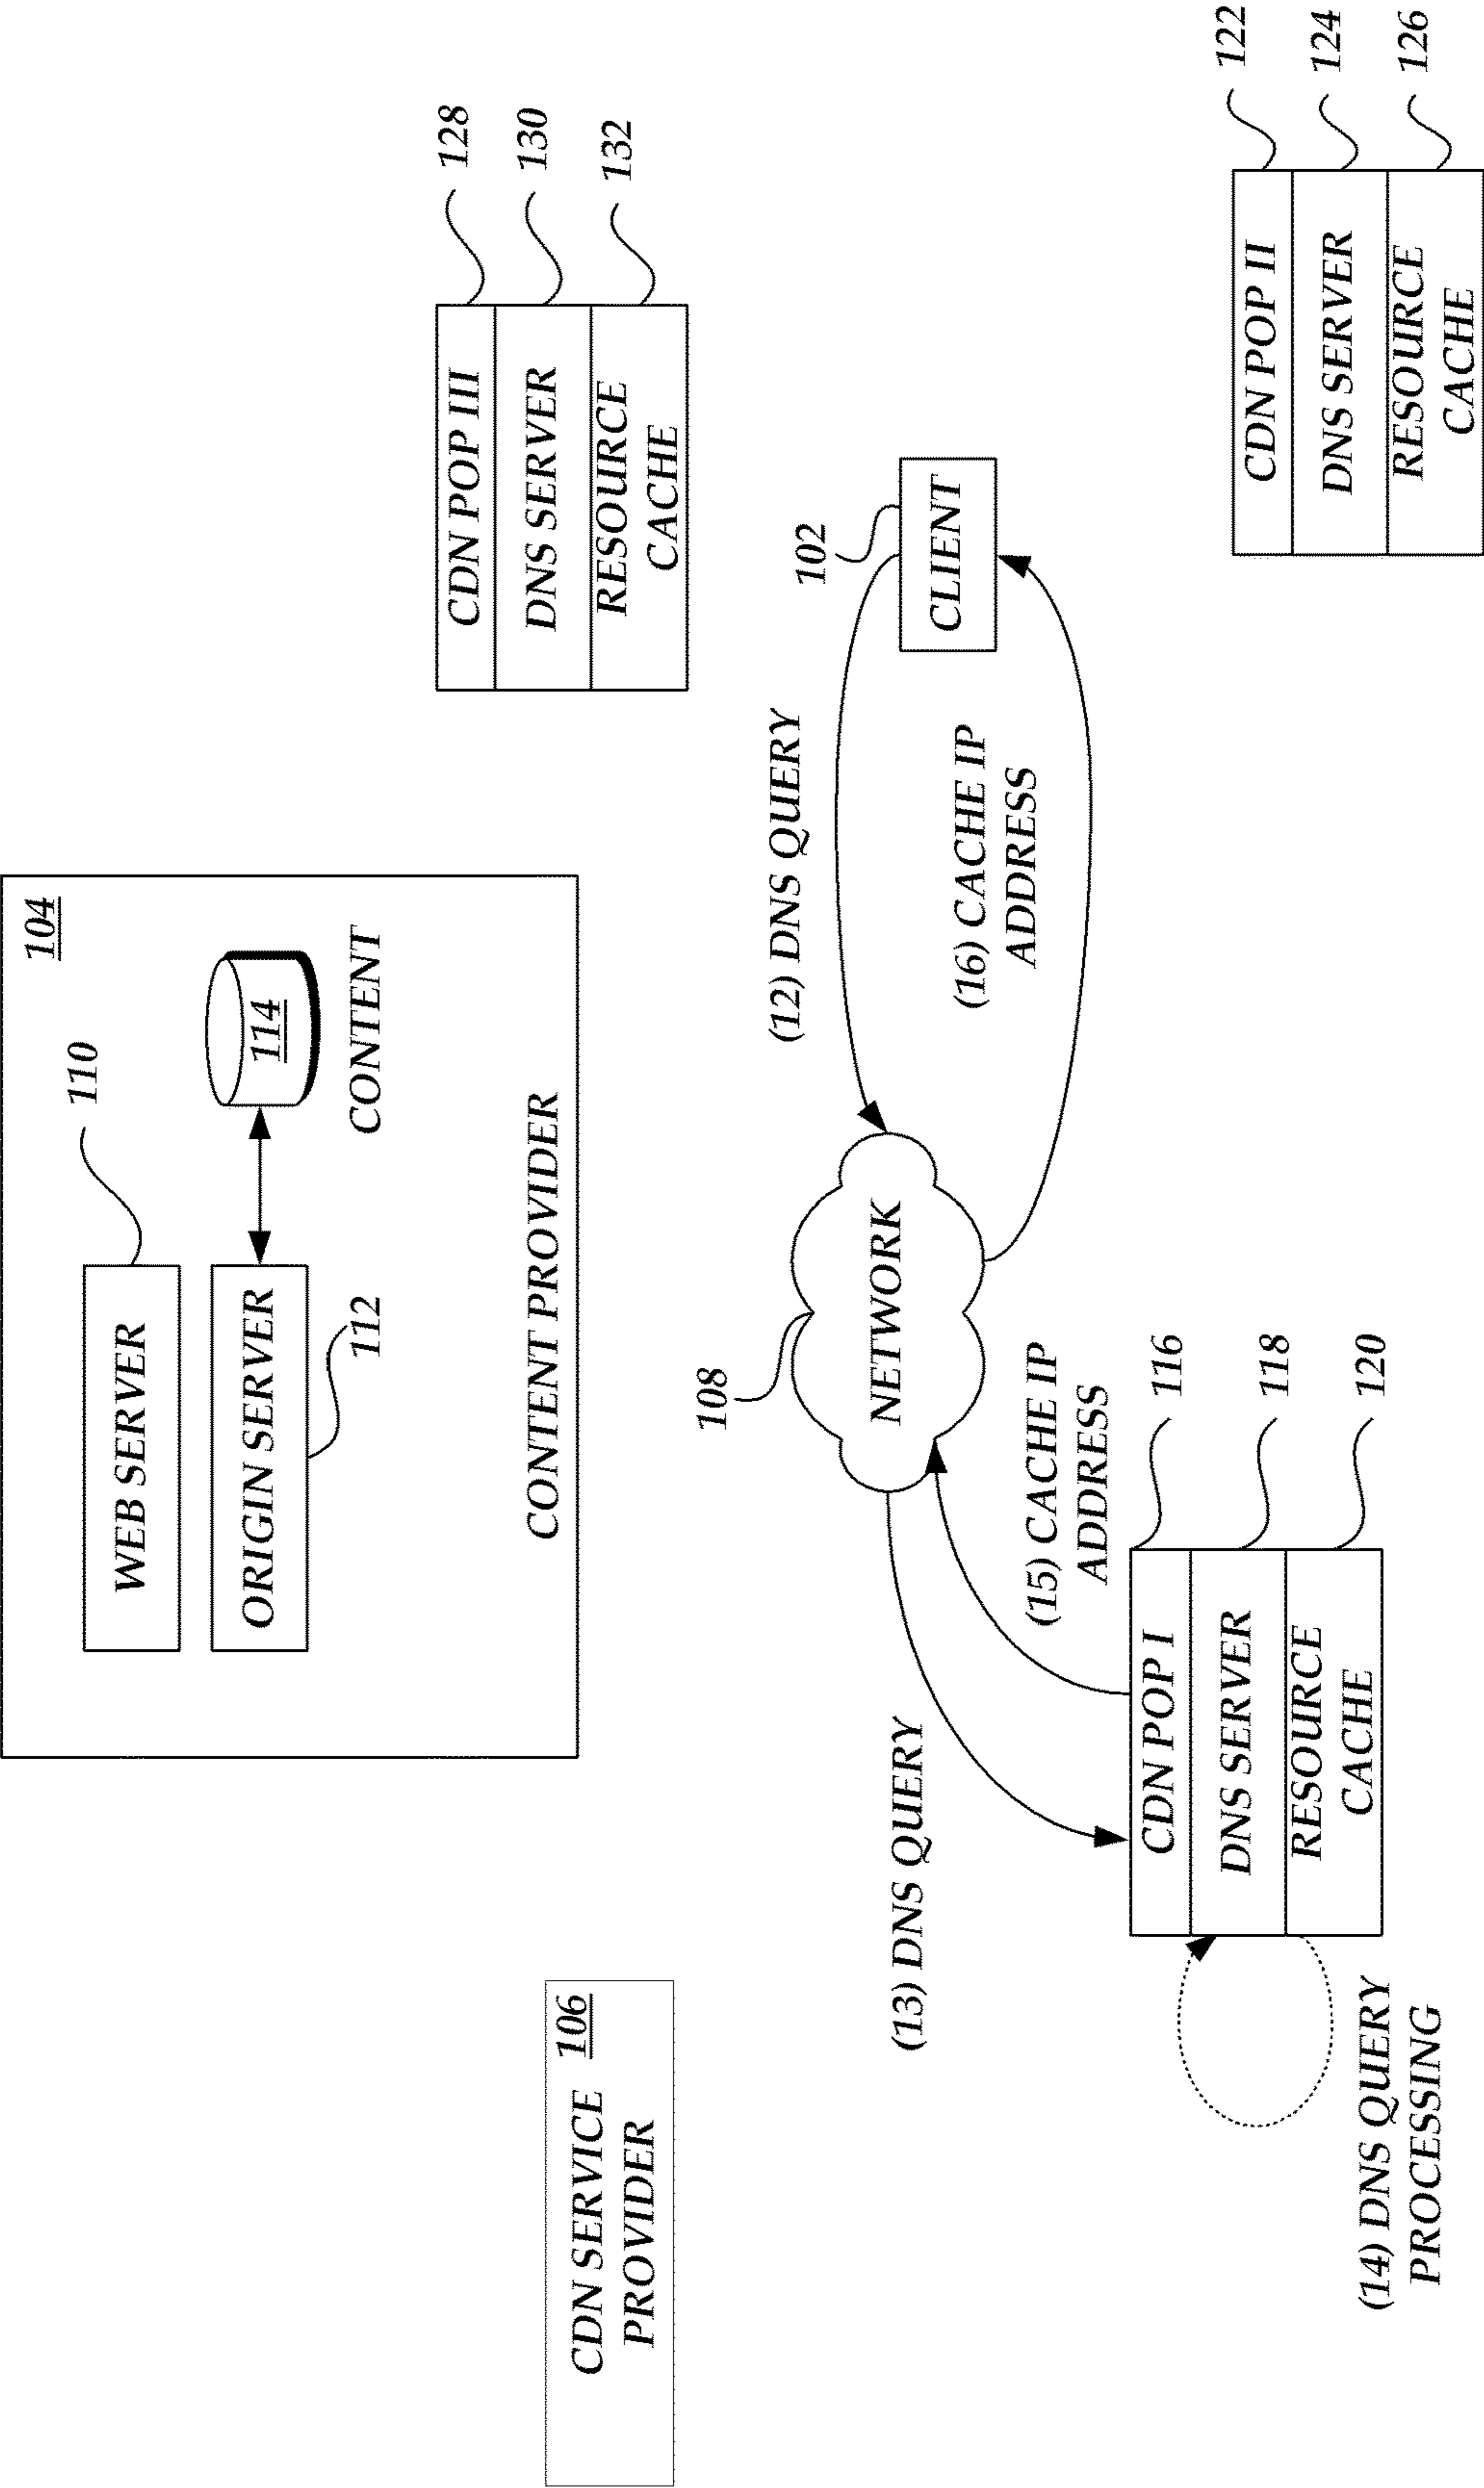 104
110
WEB SERVER
ORIGIN SERVER
114
112
CONTENT
CONTENT PROVIDER
CDN SERVICE 106
PROVIDER
128
CDN POP III
130
DNS SERVER
132
RESOURCE
CACHE
108
(12) DNS QUERY
102
NETWORK
CLIENT
(13) DNS QUERY
(16) CACHE IP
ADDRESS
(15) CACHE IP
ADDRESS
116
CDN POP I
118
DNS SERVER
120
RESOURCE
CACHE
(14) DNS QUERY
PROCESSING
122
CDN POP II
124
DNS SERVER
126
RESOURCE
CACHE